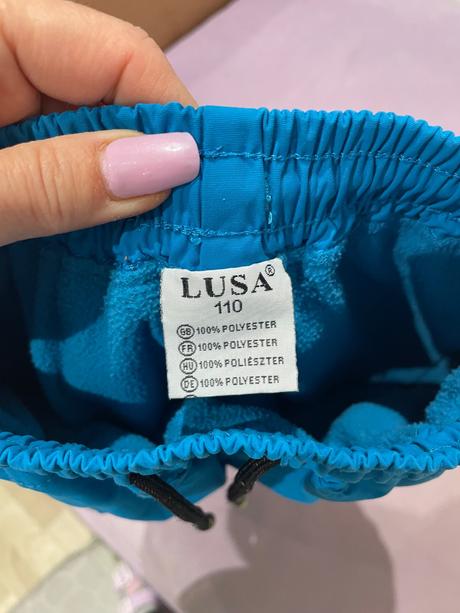 LUSA®
110
GB 100% POLYESTER
FR 100% POLYESTER
HU 100% POLIÉSZTER
DE 100% POLYESTER